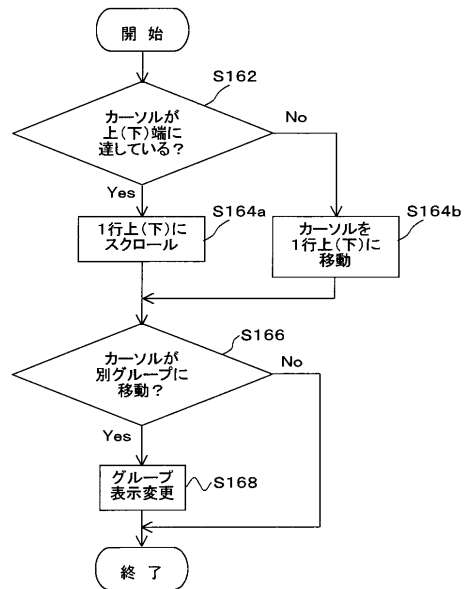 開 始
S162
カーソルが
上(下)端に
達している?
No
Yes
S164a
1行上(下)に
スクロール
S164b
カーソルを
1行上(下)に
移動
S166
カーソルが
別グループに
移動?
No
Yes
グループ
表示変更
S168
終 了